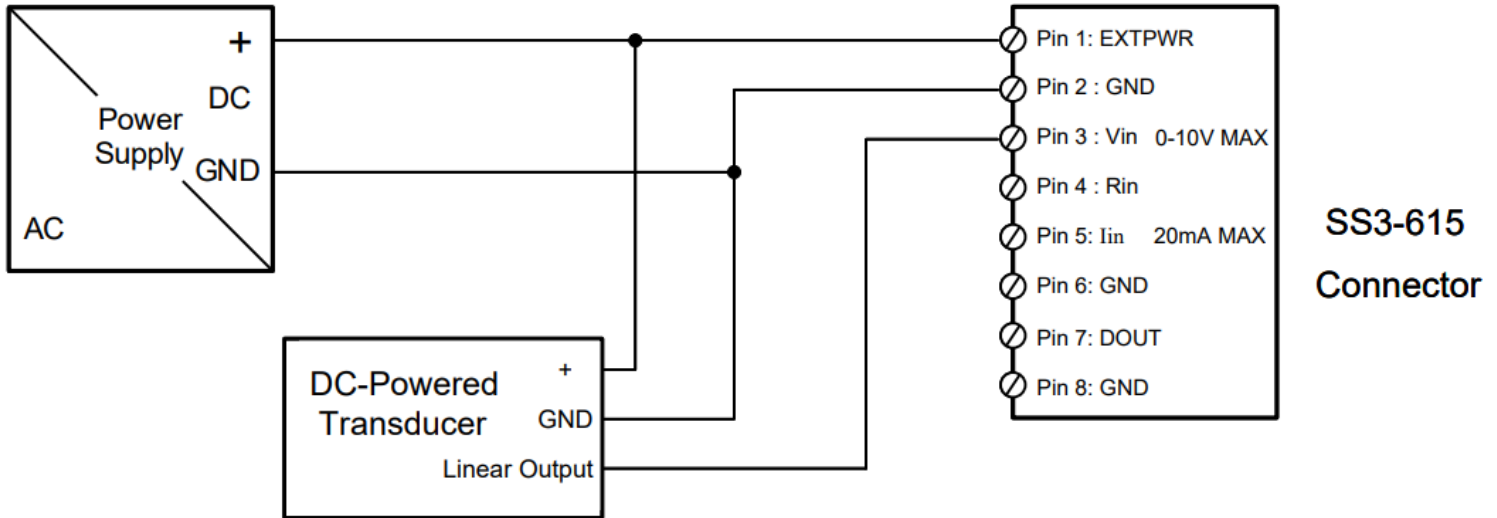 +
DC
Power
Supply
GND
AC
DC-Powered
Transducer
+
GND
Linear Output
Pin 1: EXTPWR
Pin 2 : GND
Pin 3 : Vin 0-10V MAX
Pin 4 : Rin
Pin 5: Iin 20mA MAX
Pin 6: GND
Pin 7: DOUT
Pin 8: GND
SS3-615
Connector